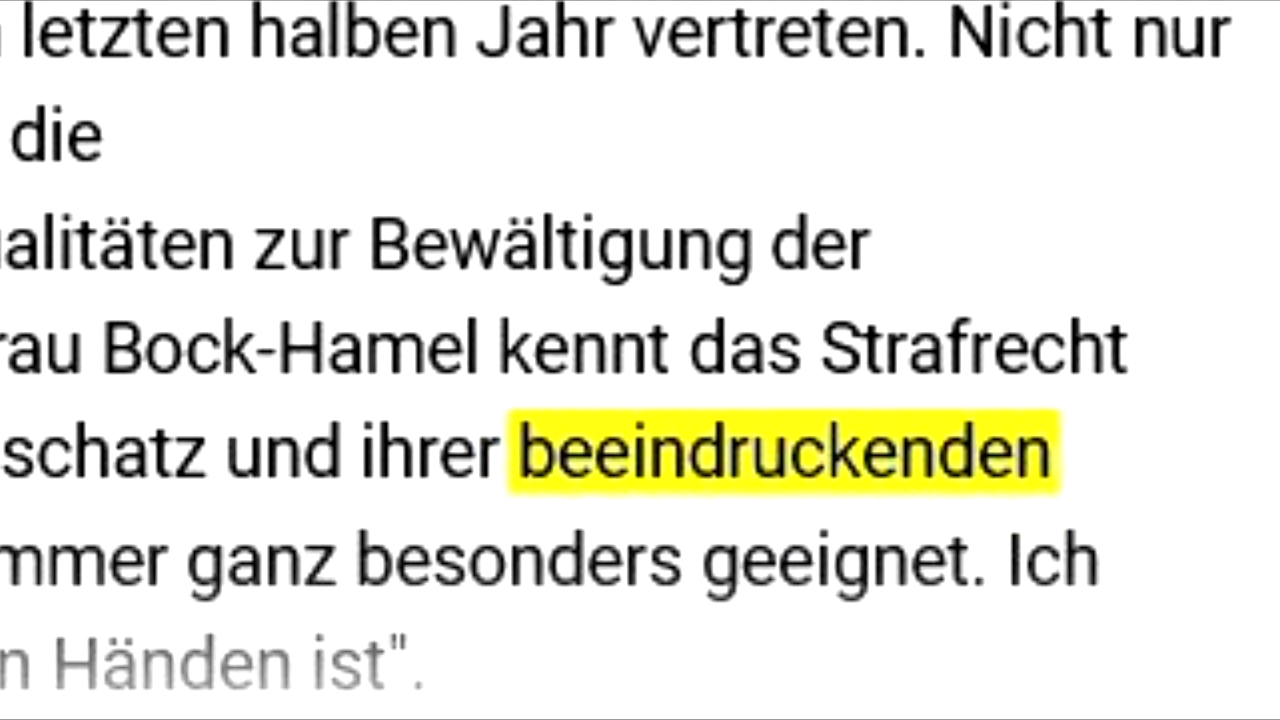 letzten halben Jahr vertreten. Nicht nur
die
alitäten zur Bewältigung der
rau Bock-Hamel kennt das Strafrecht
schatz und ihrer beeindruckenden
mmer ganz besonders geeignet. Ich
n Händen ist".